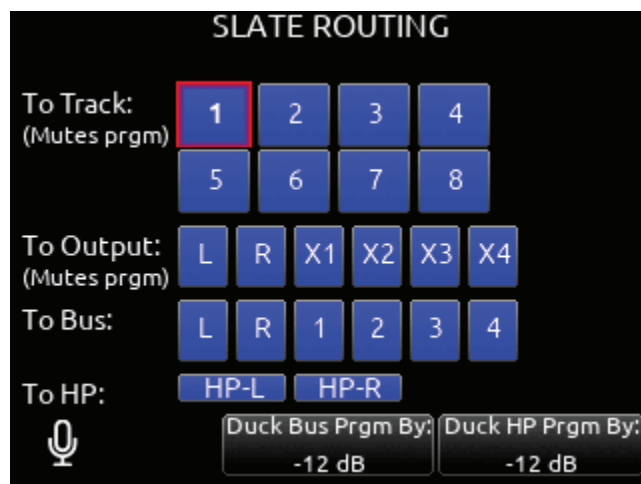 SLATE ROUTING
To Track: 1 2 3 4
(Mutes prgm)
5 6 7 8
To Output: L R X1 X2 X3 X4
(Mutes prgm)
To Bus: L R 1 2 3 4
To HP: HP-L HP-R
Duck Bus Prgm By: Duck HP Prgm By:
-12 dB -12 dB